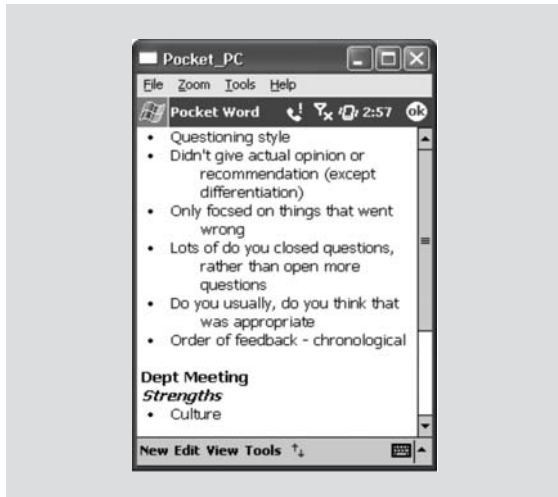 Pocket_PC
File Zoom Tools Help
Pocket Word 2:57 ok
• Questioning style
• Didn't give actual opinion or
recommendation (except
differentiation)
• Only focsed on things that went
wrong
• Lots of do you closed questions,
rather than open more
questions
• Do you usually, do you think that
was appropriate
• Order of feedback - chronological
Dept Meeting
Strengths
• Culture
New Edit View Tools